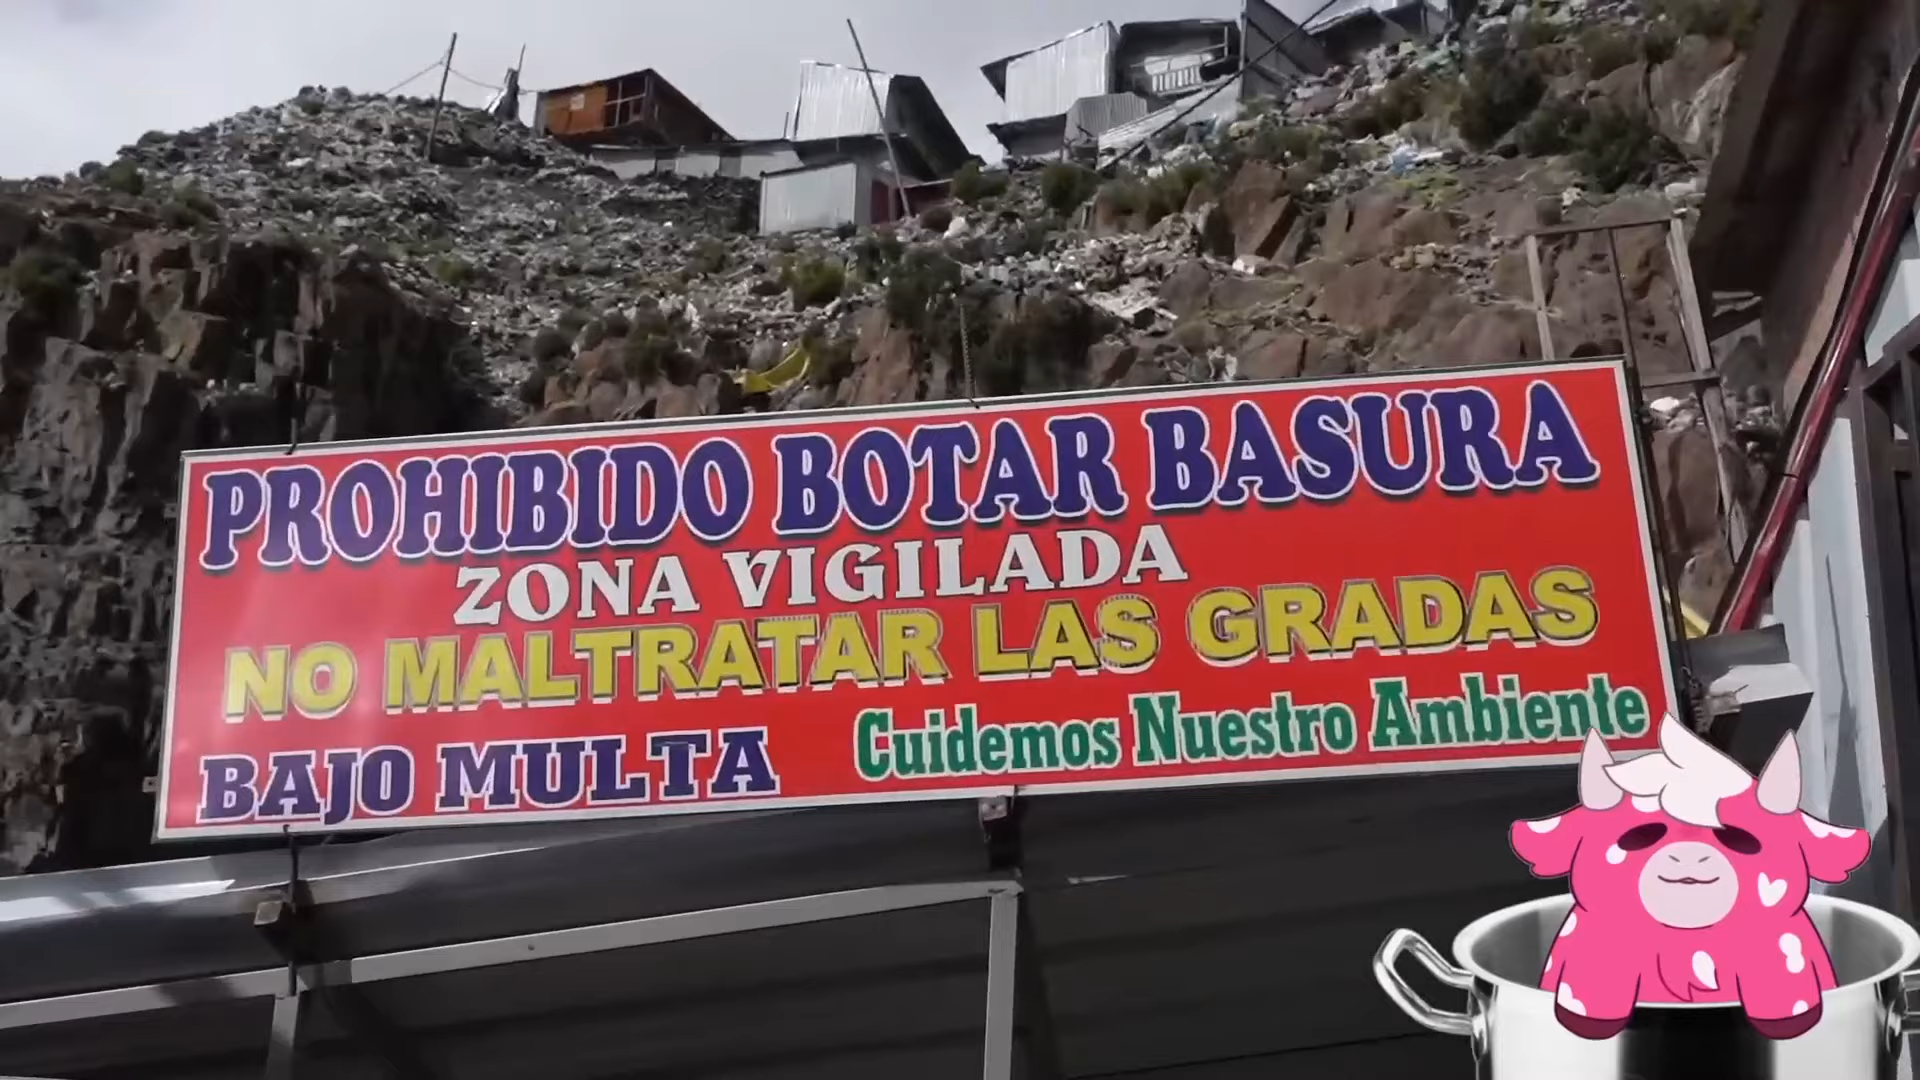 PROHIBIDO BOTAR BASURA
ZONA VIGILADA
NO MALTRATAR LAS GRADAS
BAJO MULTA Cuidemos Nuestro Ambiente